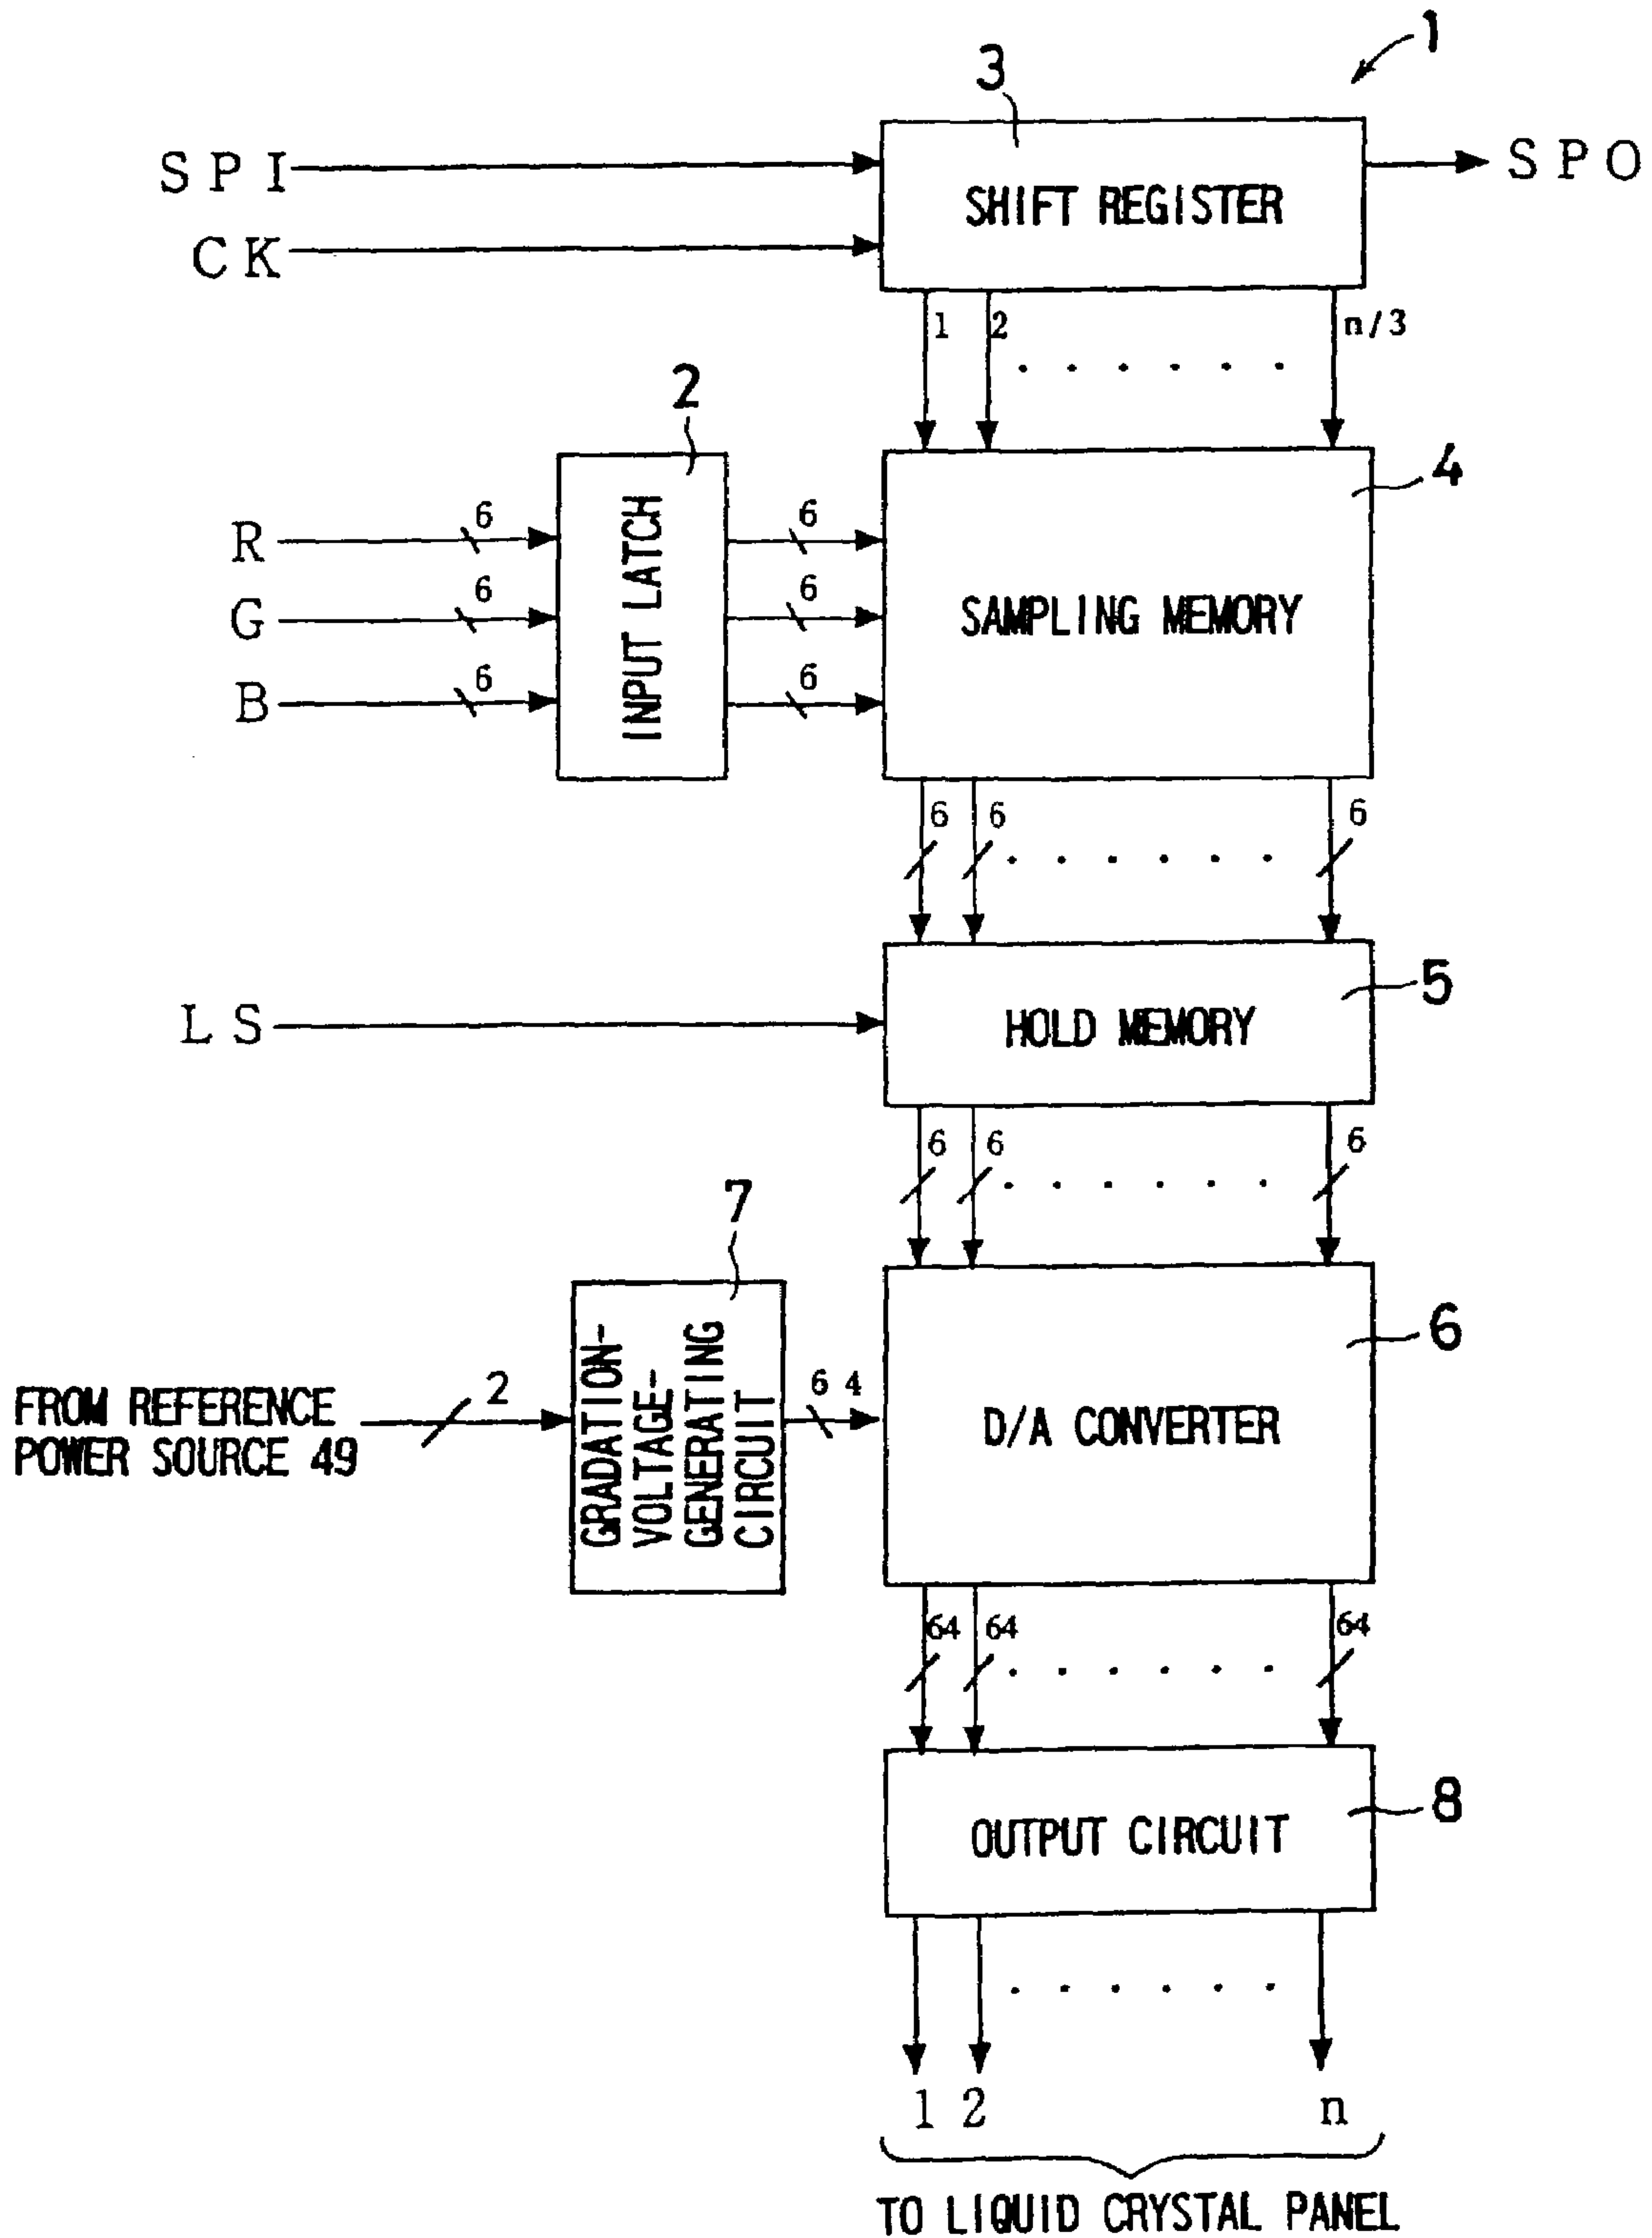 1
3
SPI
SHIFT REGISTER
SPO
CK
1 2 n/3
2
4
R 6 6
G 6 6
B 6 6
INPUT LATCH
SAMPLING MEMORY
6 6 6
5
LS
HOLD MEMORY
6 6 6
7
6
FROM REFERENCE
POWER SOURCE 49
2
GRADATION-
VOLTAGE-
GENERATING
CIRCUIT
64
D/A CONVERTER
64 64 64
8
OUTPUT CIRCUIT
1 2 n
TO LIQUID CRYSTAL PANEL